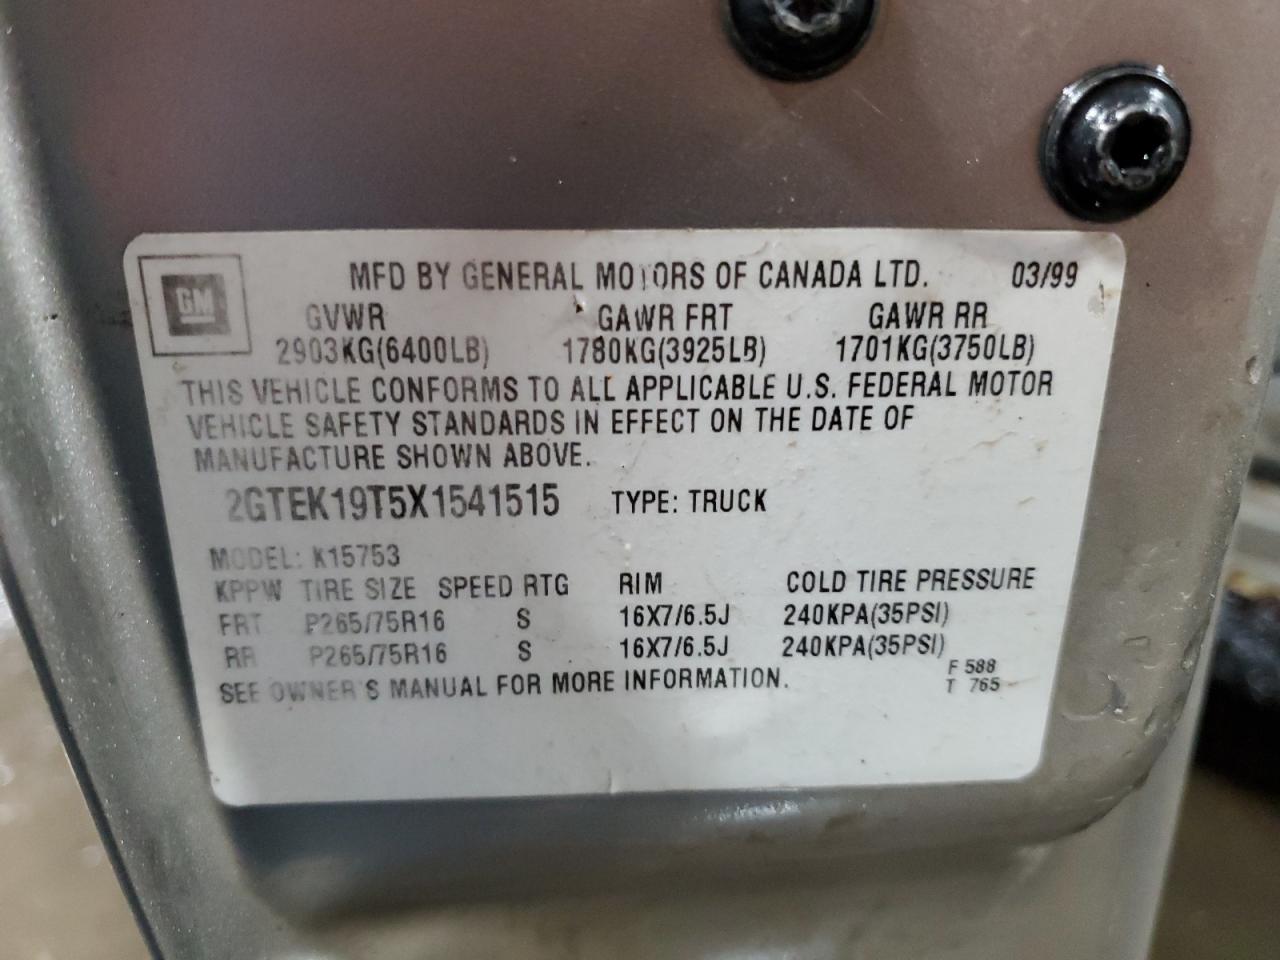 GM
MFD BY GENERAL MOTORS OF CANADA LTD. 03/99
GVWR GAWR FRT GAWR RR
2903KG(6400LB) 1780KG(3925LB) 1701KG(3750LB)
THIS VEHICLE CONFORMS TO ALL APPLICABLE U.S. FEDERAL MOTOR
VEHICLE SAFETY STANDARDS IN EFFECT ON THE DATE OF
MANUFACTURE SHOWN ABOVE.
2GTEK19T5X1541515 TYPE: TRUCK
MODEL: K15753
KPPW TIRE SIZE SPEED RTG RIM COLD TIRE PRESSURE
FRT P265/75R16 S 16X7/6.5J 240KPA(35PSI)
RR P265/75R16 S 16X7/6.5J 240KPA(35PSI)
F 588
SEE OWNER'S MANUAL FOR MORE INFORMATION. T 765